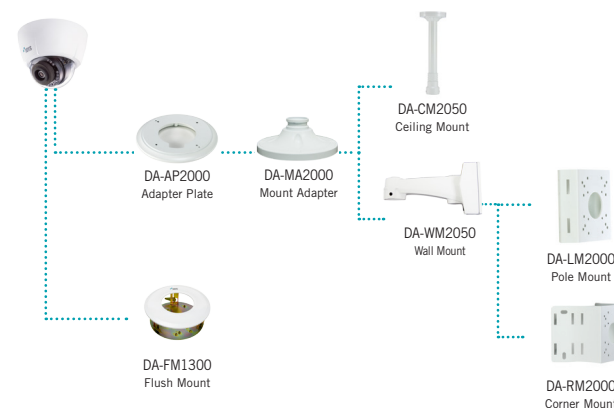 DA-CM2050
Ceiling Mount
DA-AP2000
Adapter Plate
DA-MA2000
Mount Adapter
DA-WM2050
Wall Mount
DA-LM2000
Pole Mount
DA-FM1300
Flush Mount
DA-RM2000
Corner Mount